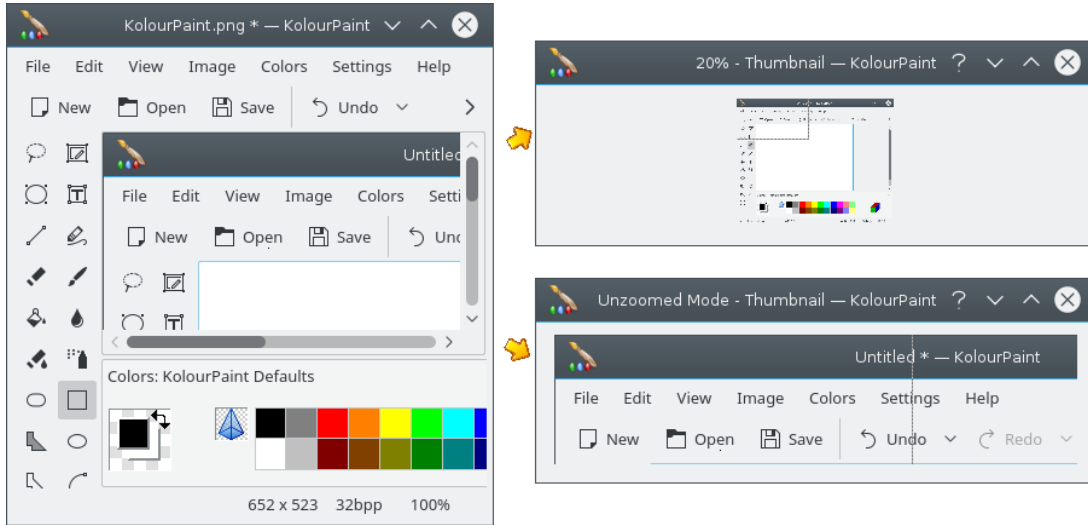 KolourPaint.png * — KolourPaint
File Edit View Image Colors Settings Help
New Open Save Undo
Untitled
File Edit View Image Colors Setti
New Open Save Unc
T
T
Colors: KolourPaint Defaults
652 x 523 32bpp 100%
20% - Thumbnail — KolourPaint
Unzoomed Mode - Thumbnail — KolourPaint
Untitled * — KolourPaint
File Edit View Image Colors Settings Help
New Open Save Undo Redo